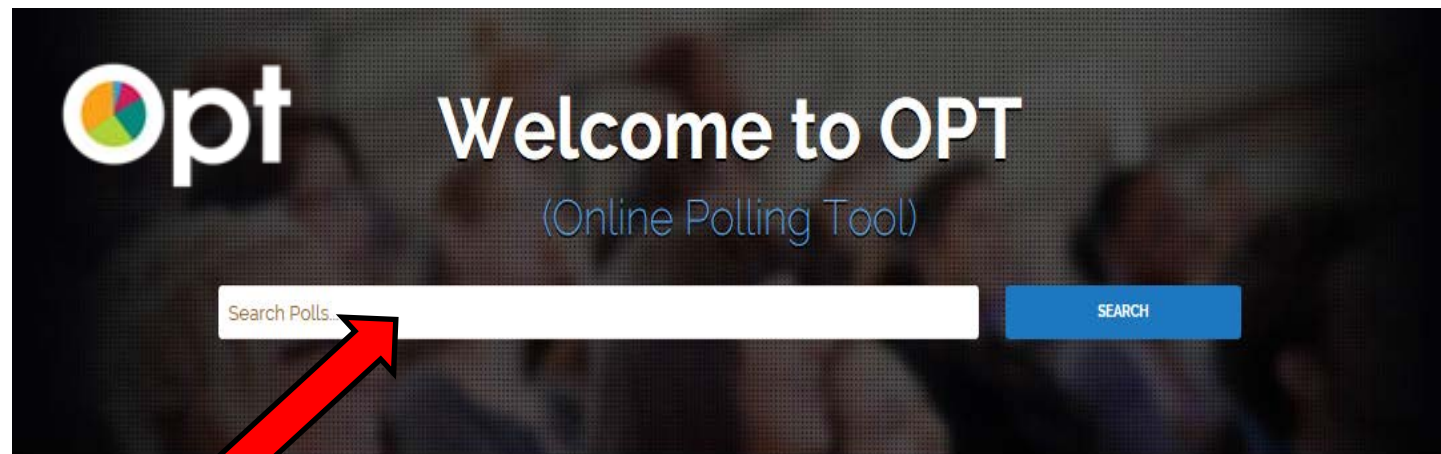 Opt
Welcome to OPT
(Online Polling Tool)
Search Polls...
SEARCH